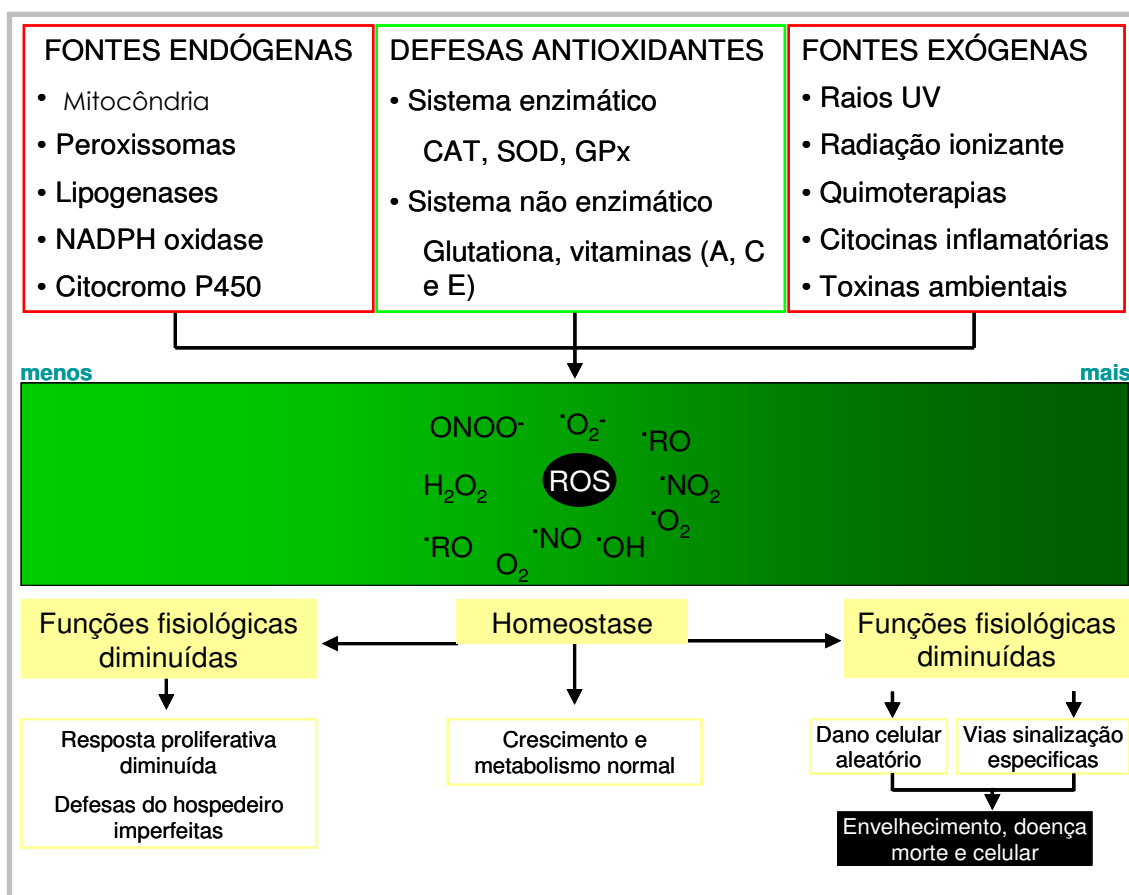 FONTES ENDÓGENAS
• Mitocôndria
• Peroxissomas
• Lipogenases
• NADPH oxidase
• Citocromo P450
DEFESAS ANTIOXIDANTES
• Sistema enzimático
CAT, SOD, GPx
• Sistema não enzimático
Glutationa, vitaminas (A, C
e E)
FONTES EXÓGENAS
• Raios UV
• Radiação ionizante
• Quimoterapias
• Citocinas inflamatórias
• Toxinas ambientais
menos
mais
ONOO⁻
˙O₂⁻
˙RO
H₂O₂
ROS
˙NO₂
˙O₂
˙RO
O₂
˙NO
˙OH
Funções fisiológicas
diminuídas
Homeostase
Funções fisiológicas
diminuídas
Resposta proliferativa
diminuída
Defesas do hospedeiro
imperfeitas
Crescimento e
metabolismo normal
Dano celular
aleatório
Vias sinalização
especificas
Envelhecimento, doença
morte e celular